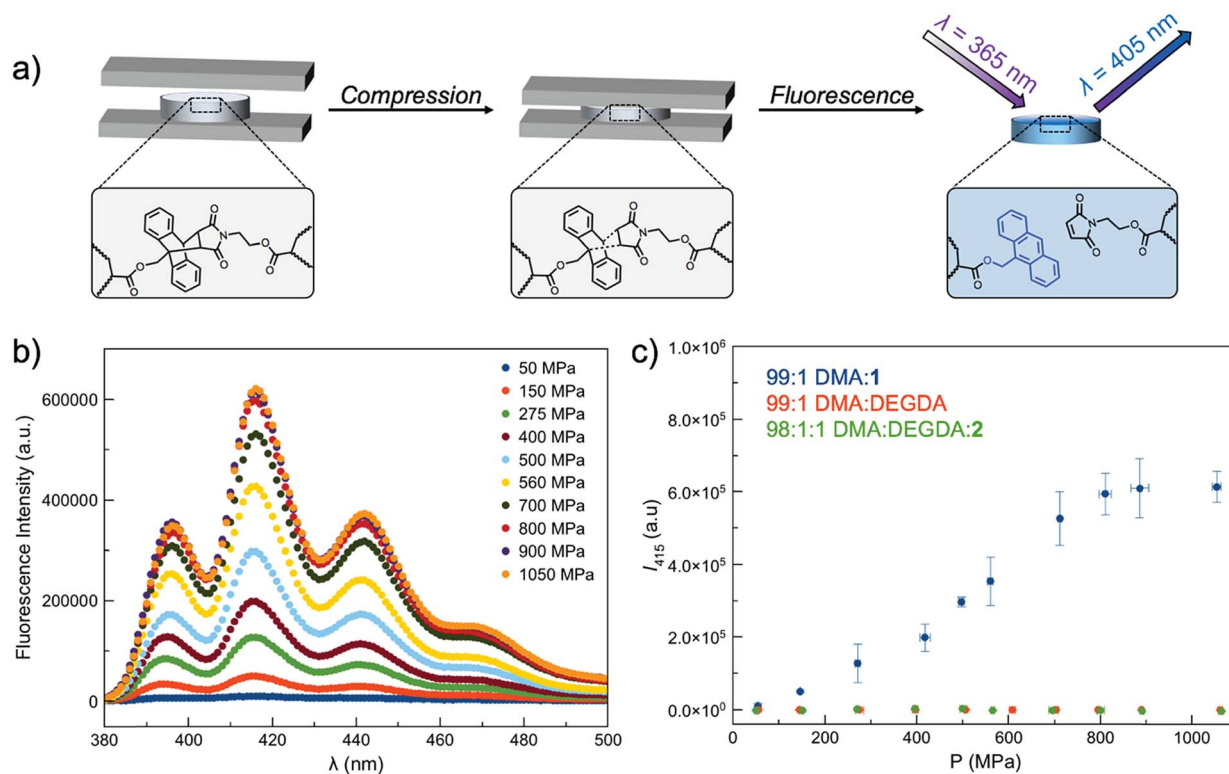 a)
Compression
Fluorescence
λ = 365 nm
λ = 405 nm
O
N
O
O
O
O
O
O
N
O
O
O
O
O
O
N
O
O
O
O
O
b)
Fluorescence Intensity (a.u.)
600000
400000
200000
0
380
400
420
440
460
480
500
λ (nm)
50 MPa
150 MPa
275 MPa
400 MPa
500 MPa
560 MPa
700 MPa
800 MPa
900 MPa
1050 MPa
c)
I₄₁₅ (a.u)
1.0×10⁶
8.0×10⁵
6.0×10⁵
4.0×10⁵
2.0×10⁵
0.0×10⁰
0
200
400
600
800
1000
P (MPa)
99:1 DMA:1
99:1 DMA:DEGDA
98:1:1 DMA:DEGDA:2